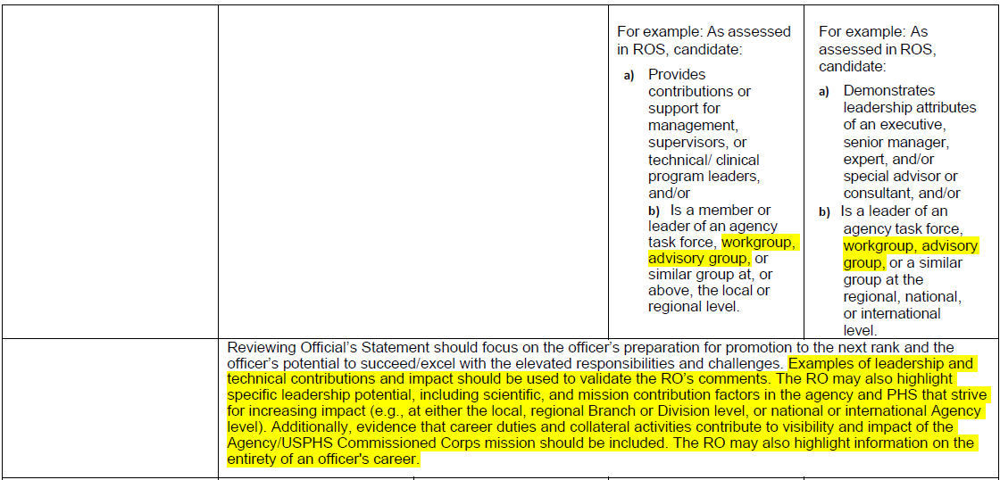 For example: As assessed
in ROS, candidate:
a) Provides
contributions or
support for
management,
supervisors, or
technical/ clinical
program leaders,
and/or
b) Is a member or
leader of an agency
task force, workgroup,
advisory group, or
similar group at, or
above, the local or
regional level.
For example: As
assessed in ROS,
candidate:
a) Demonstrates
leadership attributes
of an executive,
senior manager,
expert, and/or
special advisor or
consultant, and/or
b) Is a leader of an
agency task force,
workgroup, advisory
group, or a similar
group at the
regional, national,
or international
level.
Reviewing Official's Statement should focus on the officer's preparation for promotion to the next rank and the
officer's potential to succeed/excel with the elevated responsibilities and challenges. Examples of leadership and
technical contributions and impact should be used to validate the RO's comments. The RO may also highlight
specific leadership potential, including scientific, and mission contribution factors in the agency and PHS that strive
for increasing impact (e.g., at either the local, regional Branch or Division level, or national or international Agency
level). Additionally, evidence that career duties and collateral activities contribute to visibility and impact of the
Agency/USPHS Commissioned Corps mission should be included. The RO may also highlight information on the
entirety of an officer's career.